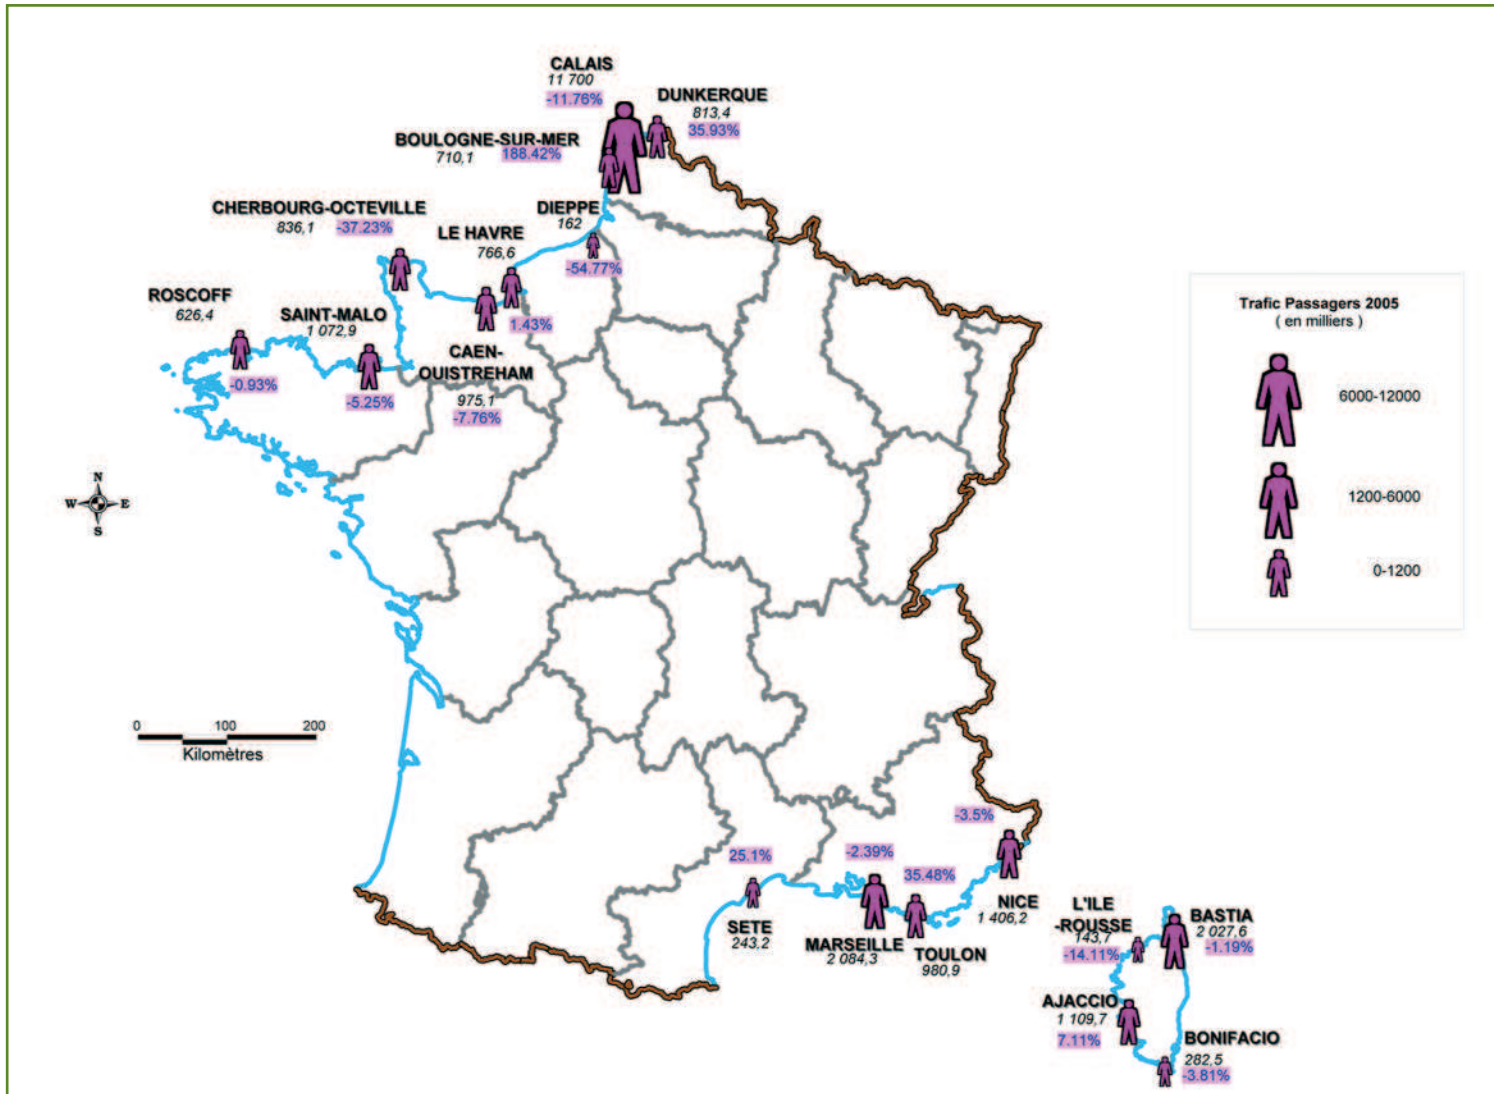 CALAIS
11 700
-11.76%
DUNKERQUE
813,4
35.93%
BOULOGNE-SUR-MER
710,1 188.42%
CHERBOURG-OCTEVILLE
836,1 -37.23%
DIEPPE
162
-54.77%
LE HAVRE
766,6
1.43%
ROSCOFF
626,4
-0.93%
SAINT-MALO
1 072,9
-5.25%
CAEN-
OUISTREHAM
975,1
-7.76%
Trafic Passagers 2005
( en milliers )
6000-12000
1200-6000
0-1200
N
W E
S
0 100 200
Kilomètres
25.1%
SETE
243,2
-2.39%
MARSEILLE
2 084,3
35.48%
TOULON
980,9
-3.5%
NICE
1 406,2
L'ILE
-ROUSSE
143,7
-14.11%
BASTIA
2 027,6
-1.19%
AJACCIO
1 109,7
7.11%
BONIFACIO
282,5
-3.81%